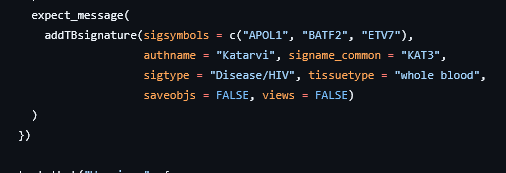 expect_message(
addTBsignature(sigsymbols = c("APOL1", "BATF2", "ETV7"),
authname = "Katarvi", signame_common = "KAT3",
sigtype = "Disease/HIV", tissuetype = "whole blood",
saveobjs = FALSE, views = FALSE)
)
})